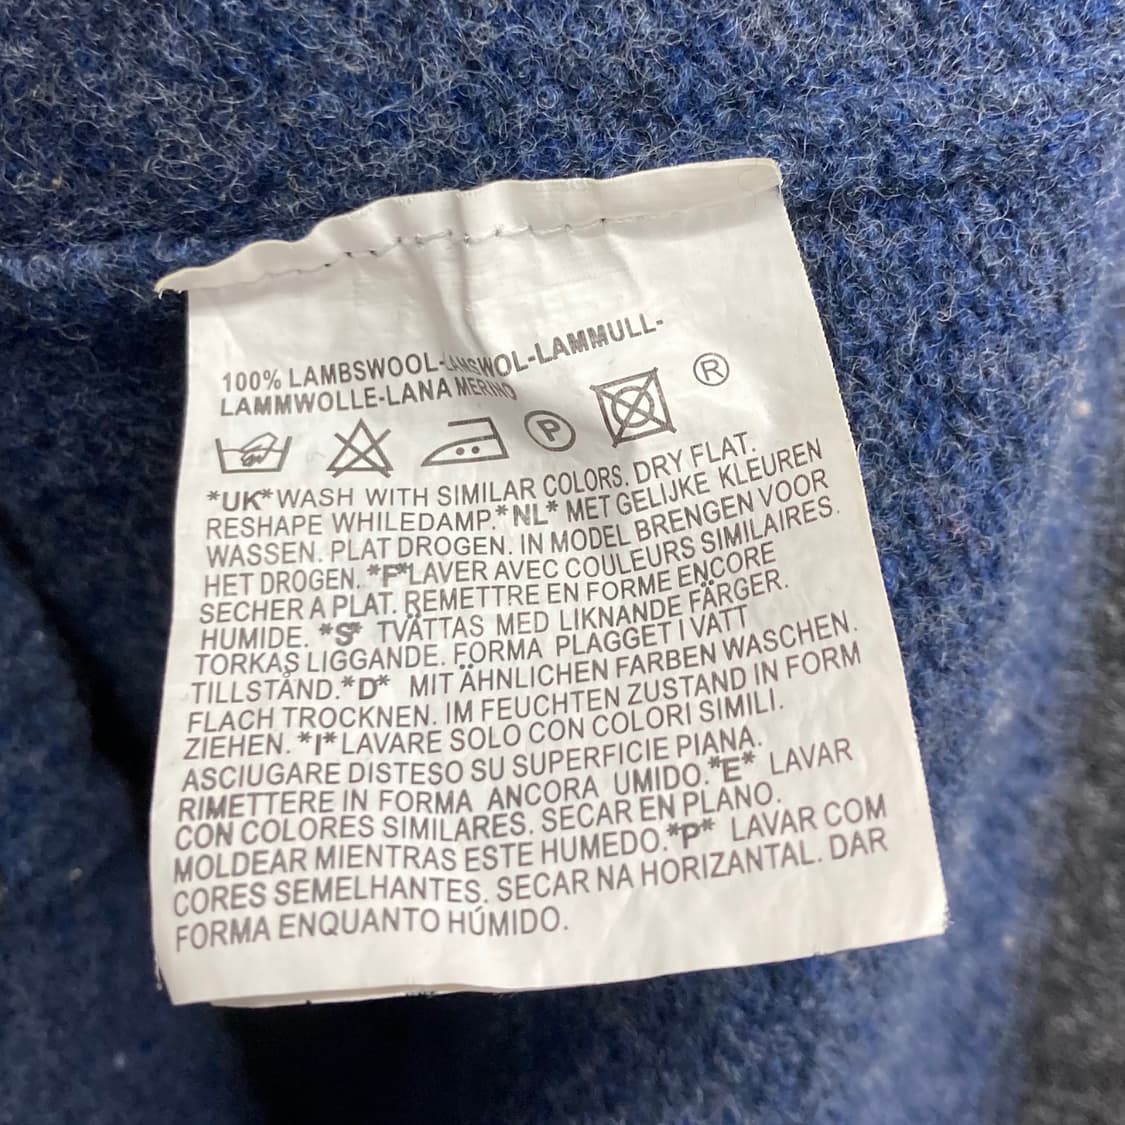 100% LAMBSWOOL-LAMSWOL-LAMMULL-
LAMMWOLLE-LANA MERINO
P
®
*UK*WASH WITH SIMILAR COLORS. DRY FLAT.
RESHAPE WHILEDAMP.*NL* MET GELIJKE KLEUREN
WASSEN. PLAT DROGEN. IN MODEL BRENGEN VOOR
HET DROGEN. *F*LAVER AVEC COULEURS SIMILAIRES.
SECHER A PLAT. REMETTRE EN FORME ENCORE
HUMIDE. *S* TVÄTTAS MED LIKNANDE FÄRGER.
TORKAS LIGGANDE. FORMA PLAGGET I VATT
TILLSTÅND.*D* MIT ÄHNLICHEN FARBEN WASCHEN.
FLACH TROCKNEN. IM FEUCHTEN ZUSTAND IN FORM
ZIEHEN. *I* LAVARE SOLO CON COLORI SIMILI.
ASCIUGARE DISTESO SU SUPERFICIE PIANA.
RIMETTERE IN FORMA ANCORA UMIDO.*E* LAVAR
CON COLORES SIMILARES. SECAR EN PLANO.
MOLDEAR MIENTRAS ESTE HUMEDO.*P* LAVAR COM
CORES SEMELHANTES. SECAR NA HORIZANTAL. DAR
FORMA ENQUANTO HÚMIDO.